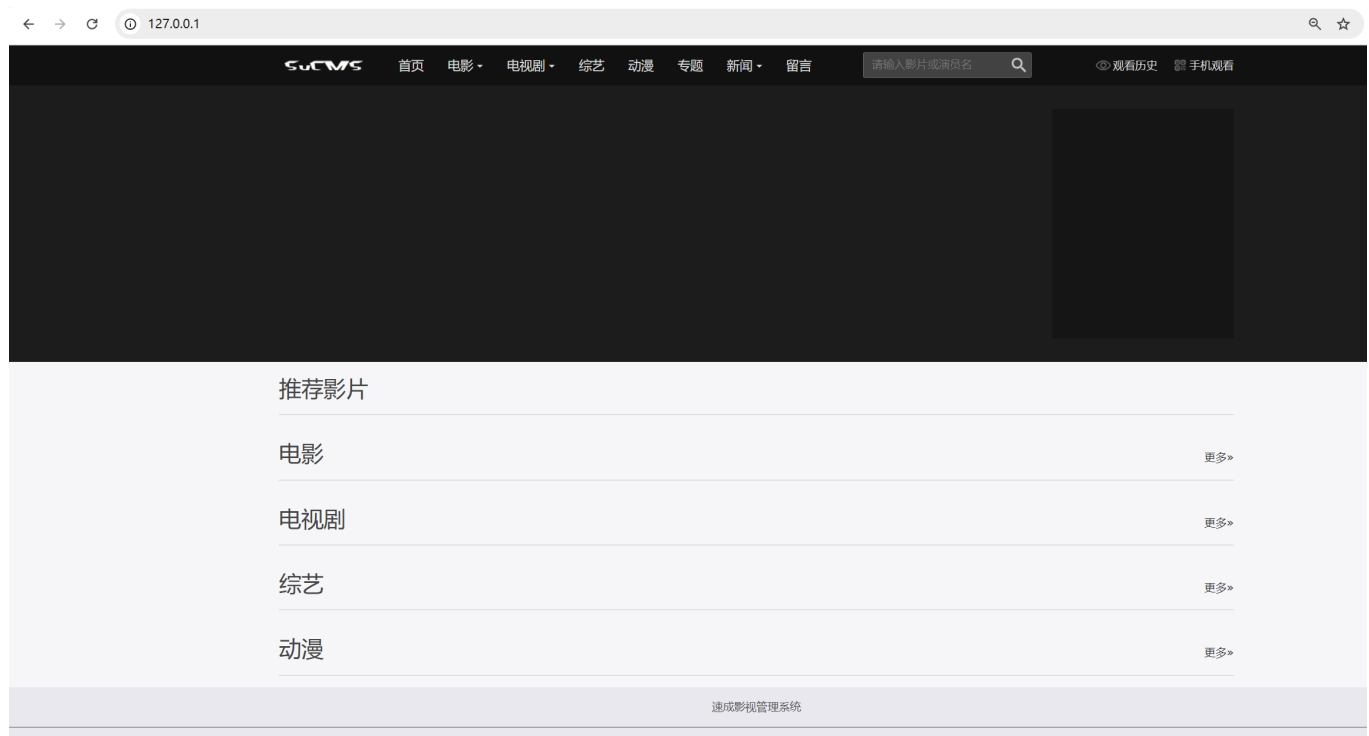 127.0.0.1
SuCMS 首页 电影 电视剧 综艺 动漫 专题 新闻 留言 请输入影片或演员名 观看历史 手机观看
推荐影片
电影 更多»
电视剧 更多»
综艺 更多»
动漫 更多»
速成影视管理系统